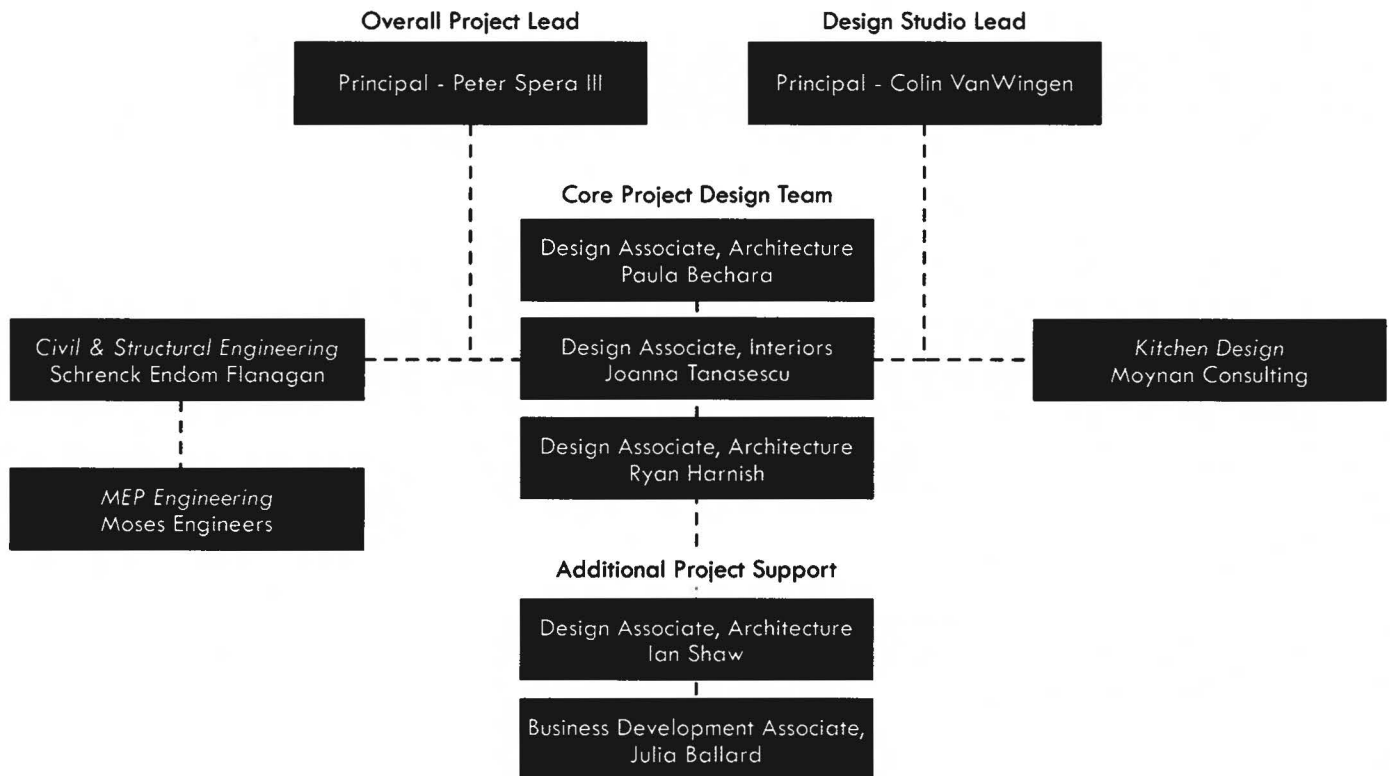 Overall Project Lead
Principal - Peter Spera III
Design Studio Lead
Principal - Colin VanWingen
Core Project Design Team
Design Associate, Architecture
Paula Bechara
Civil & Structural Engineering
Schrenck Endom Flanagan
Design Associate, Interiors
Joanna Tanasescu
Kitchen Design
Moynan Consulting
Design Associate, Architecture
Ryan Harnish
MEP Engineering
Moses Engineers
Additional Project Support
Design Associate, Architecture
Ian Shaw
Business Development Associate,
Julia Ballard